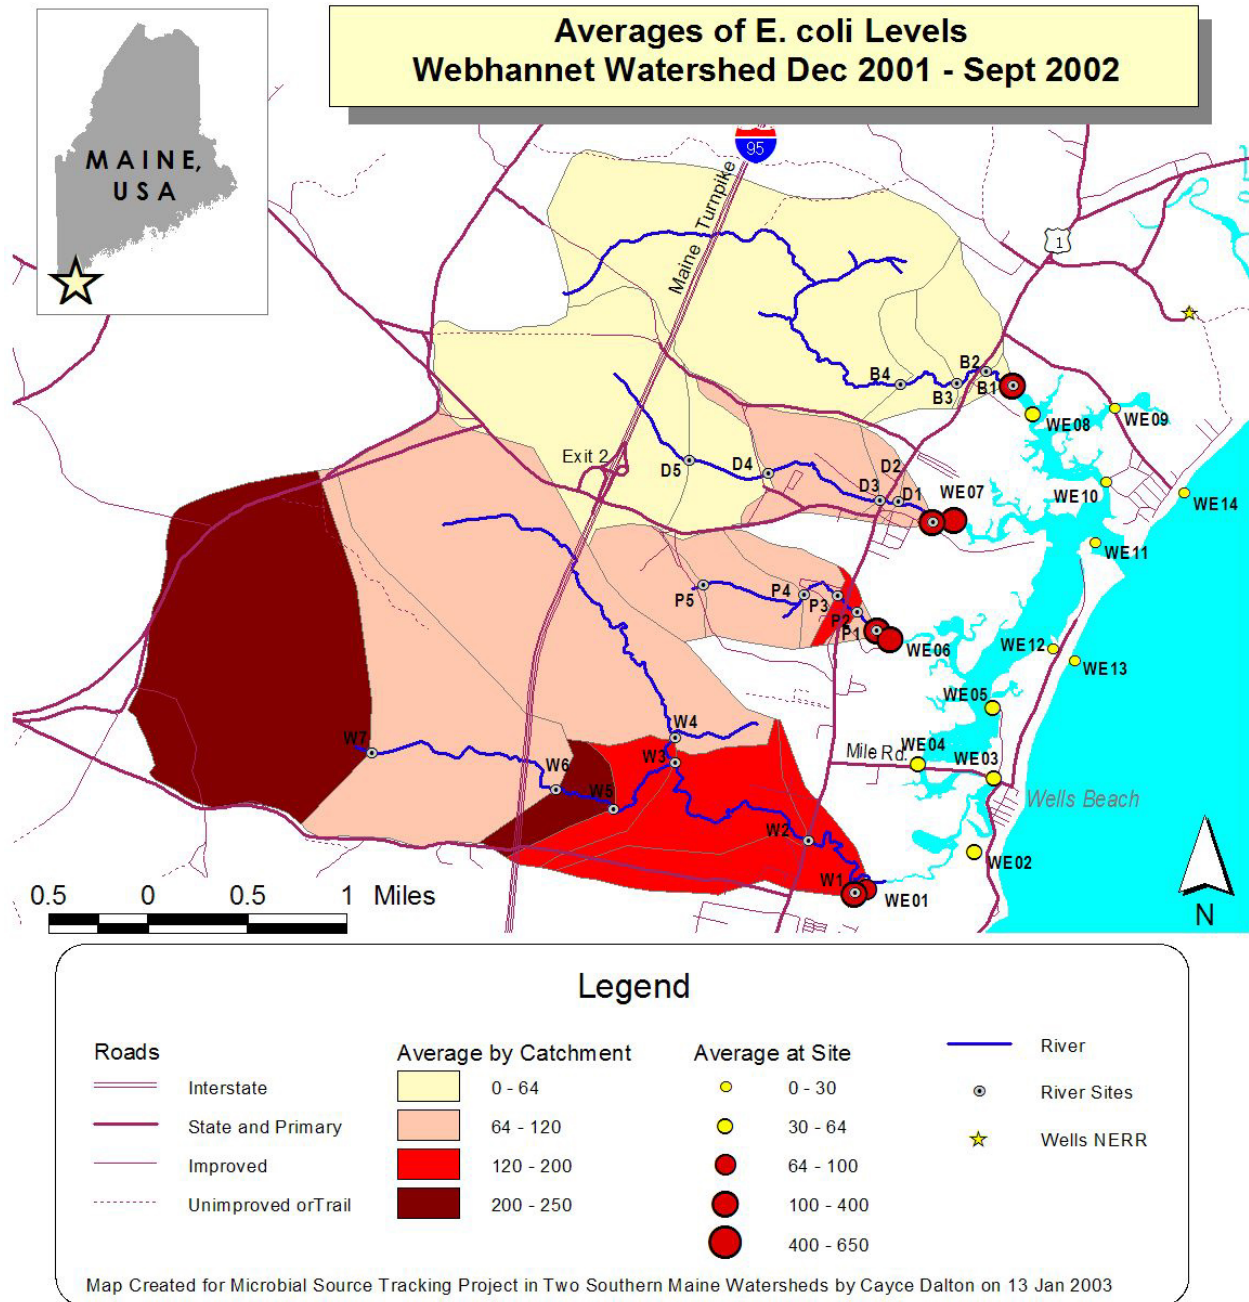 Averages of E. coli Levels
Webhannet Watershed Dec 2001 - Sept 2002
MAINE,
USA
95
Maine Turnpike
1
B4
B3
B2
B1
WE08
WE09
Exit 2
D5
D4
D3
D2
D1
WE07
WE10
WE14
WE11
P5
P4
P3
P2
P1
WE06
WE12
WE13
WE05
W7
W6
W5
W4
W3
W2
W1
WE01
Mile Rd.
WE04
WE03
Wells Beach
WE02
0.5 0 0.5 1 Miles
N
Legend
Roads
Interstate
State and Primary
Improved
Unimproved orTrail
Average by Catchment
0 - 64
64 - 120
120 - 200
200 - 250
Average at Site
0 - 30
30 - 64
64 - 100
100 - 400
400 - 650
River
River Sites
Wells NERR
Map Created for Microbial Source Tracking Project in Two Southern Maine Watersheds by Cayce Dalton on 13 Jan 2003